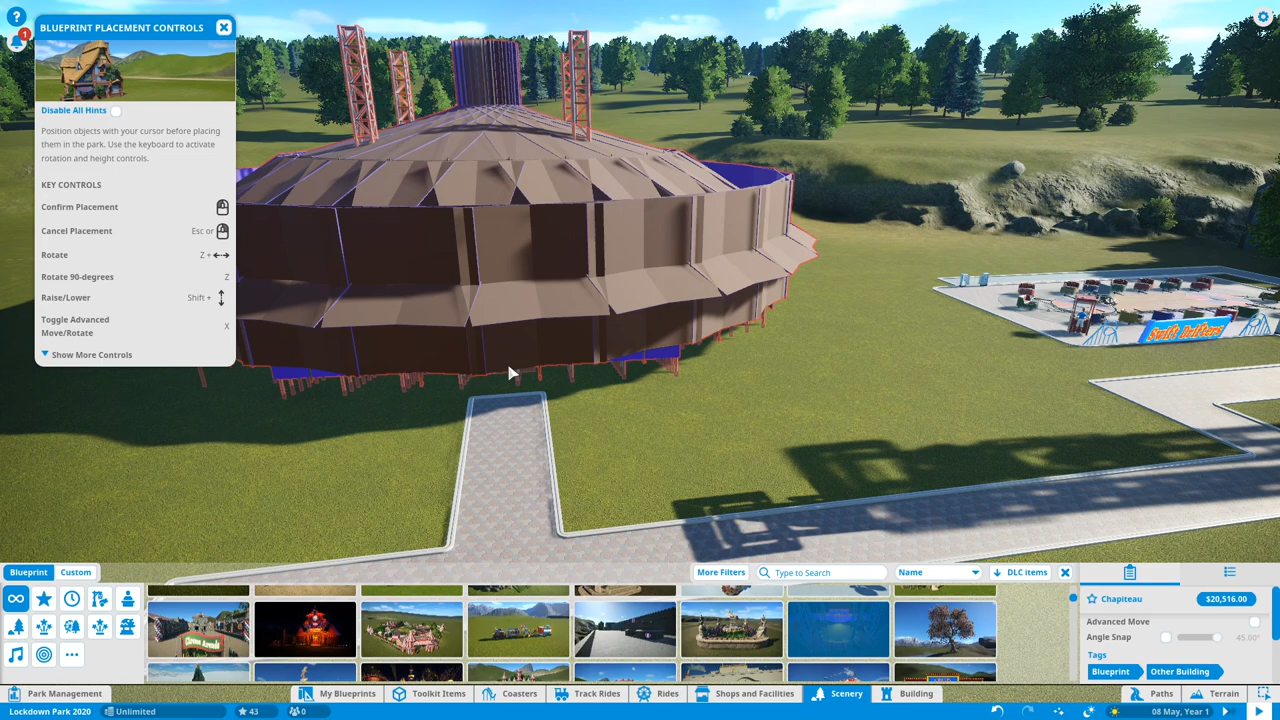 ?
1
BLUEPRINT PLACEMENT CONTROLS
Disable All Hints
Position objects with your cursor before placing
them in the park. Use the keyboard to activate
rotation and height controls.
KEY CONTROLS
Confirm Placement
Cancel Placement Esc or
Rotate Z +
Rotate 90-degrees Z
Raise/Lower Shift +
Toggle Advanced
Move/Rotate X
Show More Controls
Swift Drifters
Blueprint Custom
More Filters Type to Search Name DLC items
Chapiteau $20,516.00
Advanced Move
Angle Snap 45.00°
Tags
Blueprint Other Building
Park Management My Blueprints Toolkit Items Coasters Track Rides Rides Shops and Facilities Scenery Building Paths Terrain
Lockdown Park 2020 Unlimited 43 0 08 May, Year 1